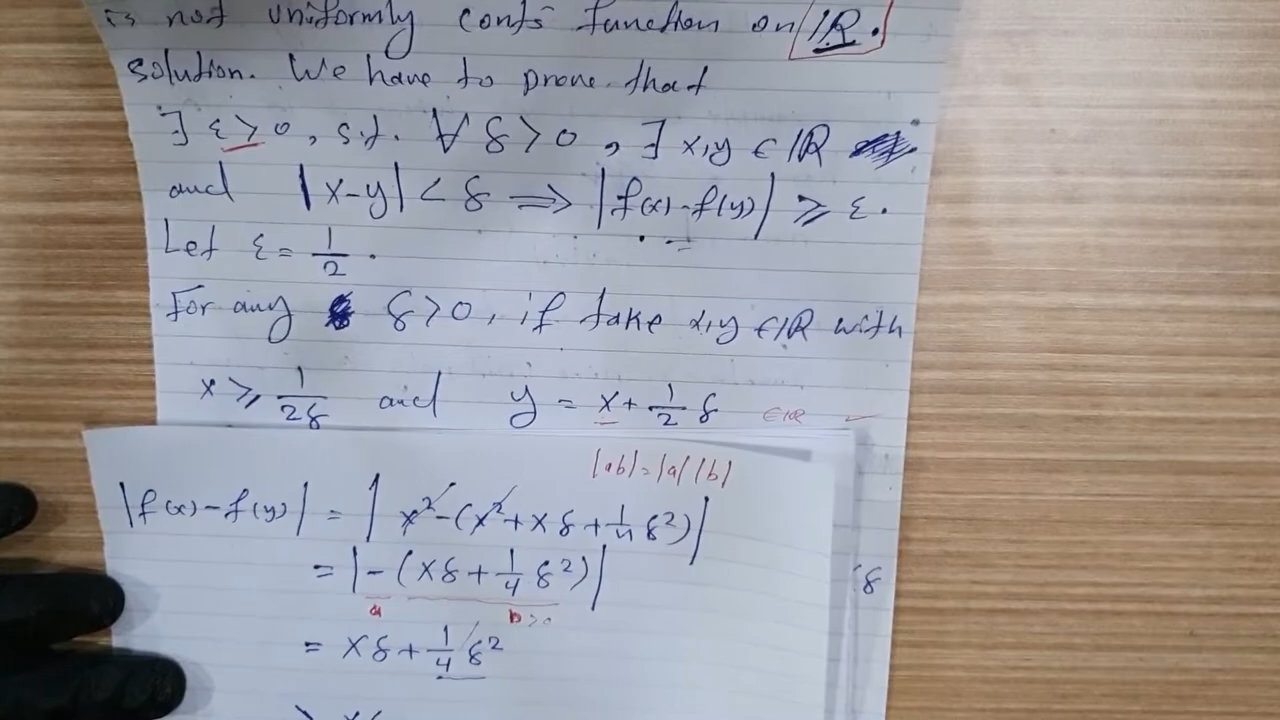 is not uniformly conts function on IR.
solution. We have to prove that
∃ ε>0, s.t. ∀ δ>0, ∃ x,y ∈ IR
and |x-y| < δ ⟹ |f(x)-f(y)| ⩾ ε.
Let ε = 1/2.
For any δ>0, if take x,y ∈ IR with
x ⩾ 1/2δ and y = x + 1/2 δ ∈ IR ✓
|ab| = |a| |b|
|f(x)-f(y)| = | x² - (x² + xδ + 1/4 δ²) |
= | - (xδ + 1/4 δ²) |
a b>0
δ
= xδ + 1/4 δ²